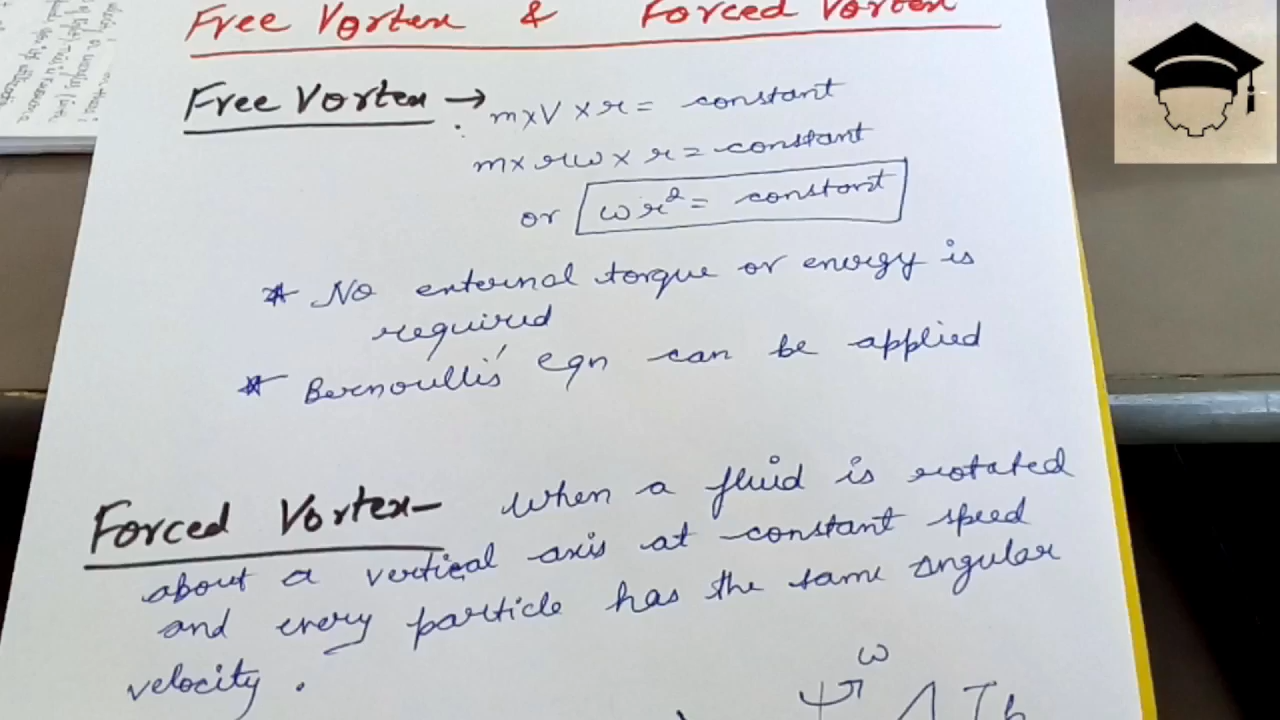 Free Vortex & Forced Vortex
Free Vortex → m×V×r = constant
m×rω×r = constant
or ωr² = constant
* No external torque or energy is
required
* Bernoullis' eqn can be applied
Forced Vortex– When a fluid is rotated
about a vertical axis at constant speed
and every particle has the same angular
velocity.
ω